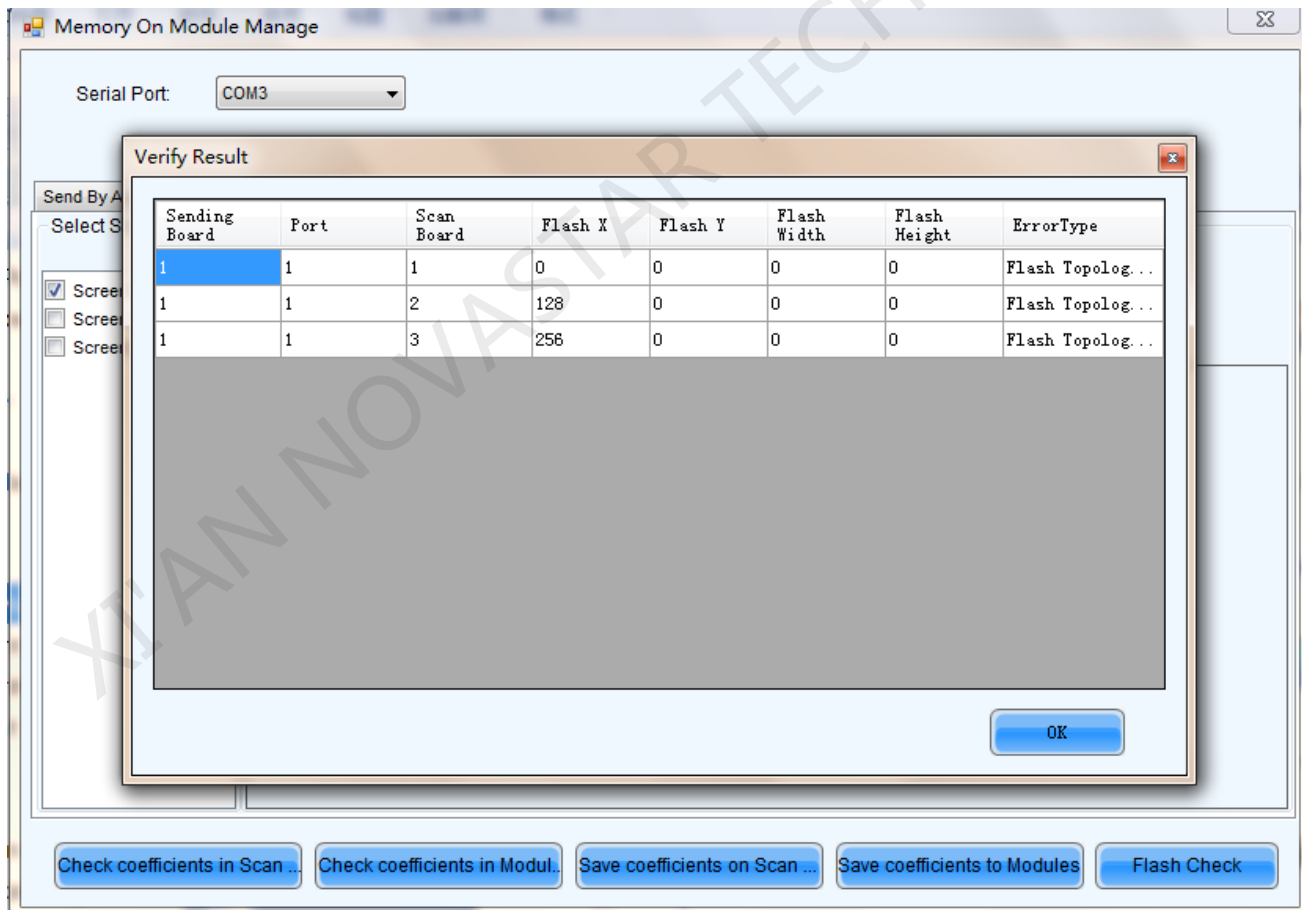 Memory On Module Manage
Serial Port: COM3
Verify Result
Send By A
Select S
Sending Board Port Scan Board Flash X Flash Y Flash Width Flash Height ErrorType
1 1 1 0 0 0 0 Flash Topolog...
1 1 2 128 0 0 0 Flash Topolog...
1 1 3 256 0 0 0 Flash Topolog...
Screen
Screen
Screen
OK
Check coefficients in Scan ... Check coefficients in Modul.. Save coefficients on Scan ... Save coefficients to Modules Flash Check
XI'AN NOVASTAR TECH